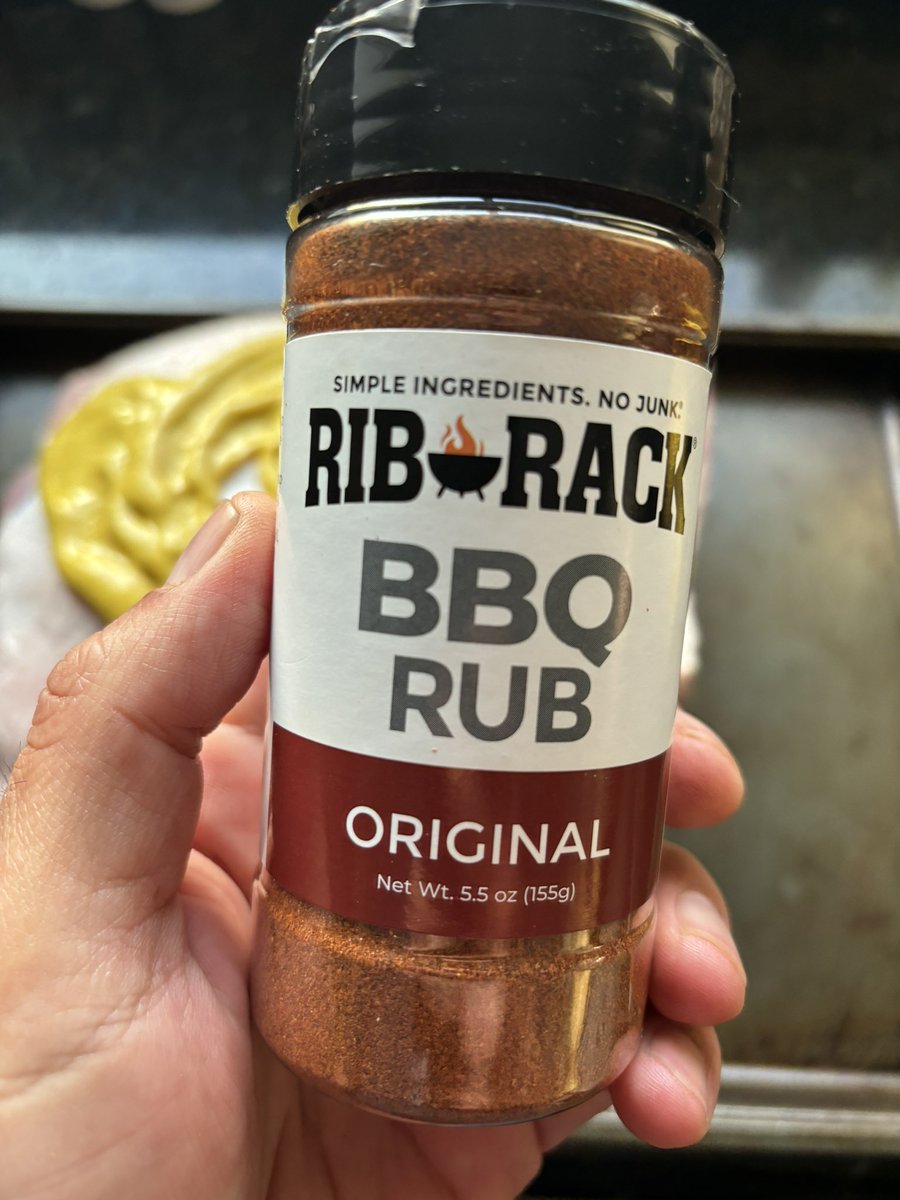 SIMPLE INGREDIENTS. NO JUNK.®
RIB RACK®
BBQ
RUB
ORIGINAL
Net Wt. 5.5 oz (155g)